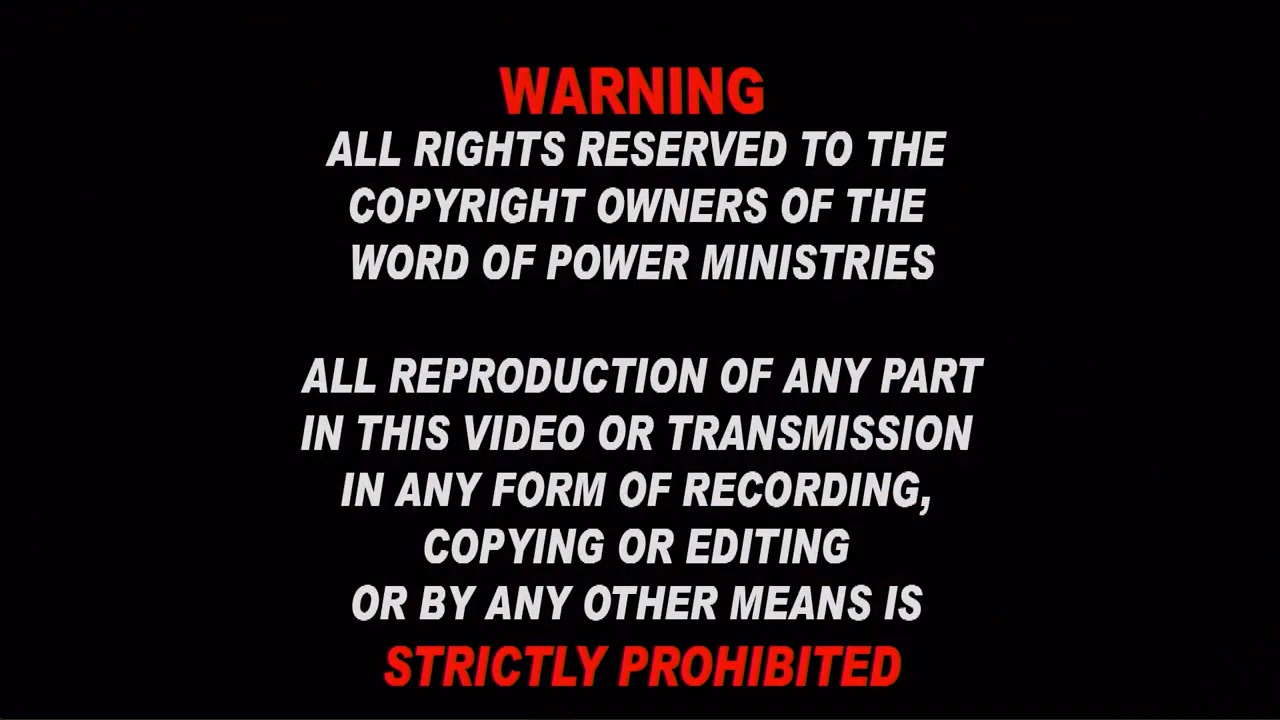 WARNING
ALL RIGHTS RESERVED TO THE
COPYRIGHT OWNERS OF THE
WORD OF POWER MINISTRIES
ALL REPRODUCTION OF ANY PART
IN THIS VIDEO OR TRANSMISSION
IN ANY FORM OF RECORDING,
COPYING OR EDITING
OR BY ANY OTHER MEANS IS
STRICTLY PROHIBITED